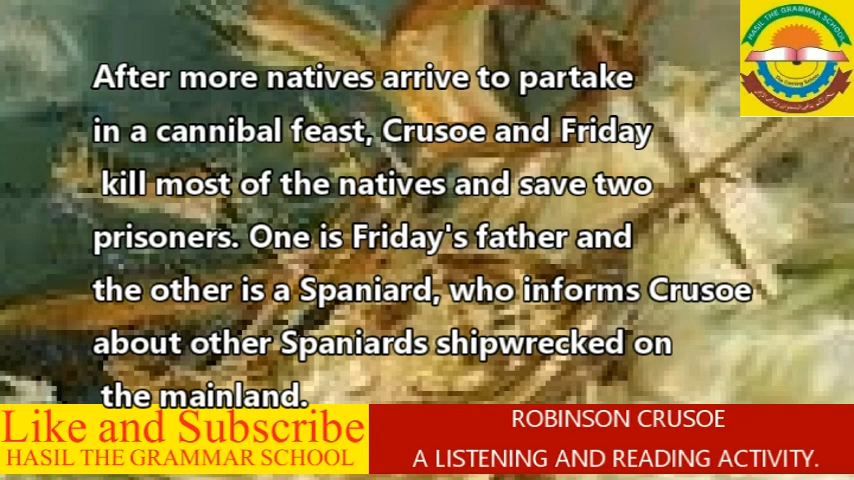 After more natives arrive to partake
in a cannibal feast, Crusoe and Friday
kill most of the natives and save two
prisoners. One is Friday's father and
the other is a Spaniard, who informs Crusoe
about other Spaniards shipwrecked on
the mainland.
HASIL THE GRAMMAR SCHOOL
Like and Subscribe
HASIL THE GRAMMAR SCHOOL
ROBINSON CRUSOE
A LISTENING AND READING ACTIVITY.